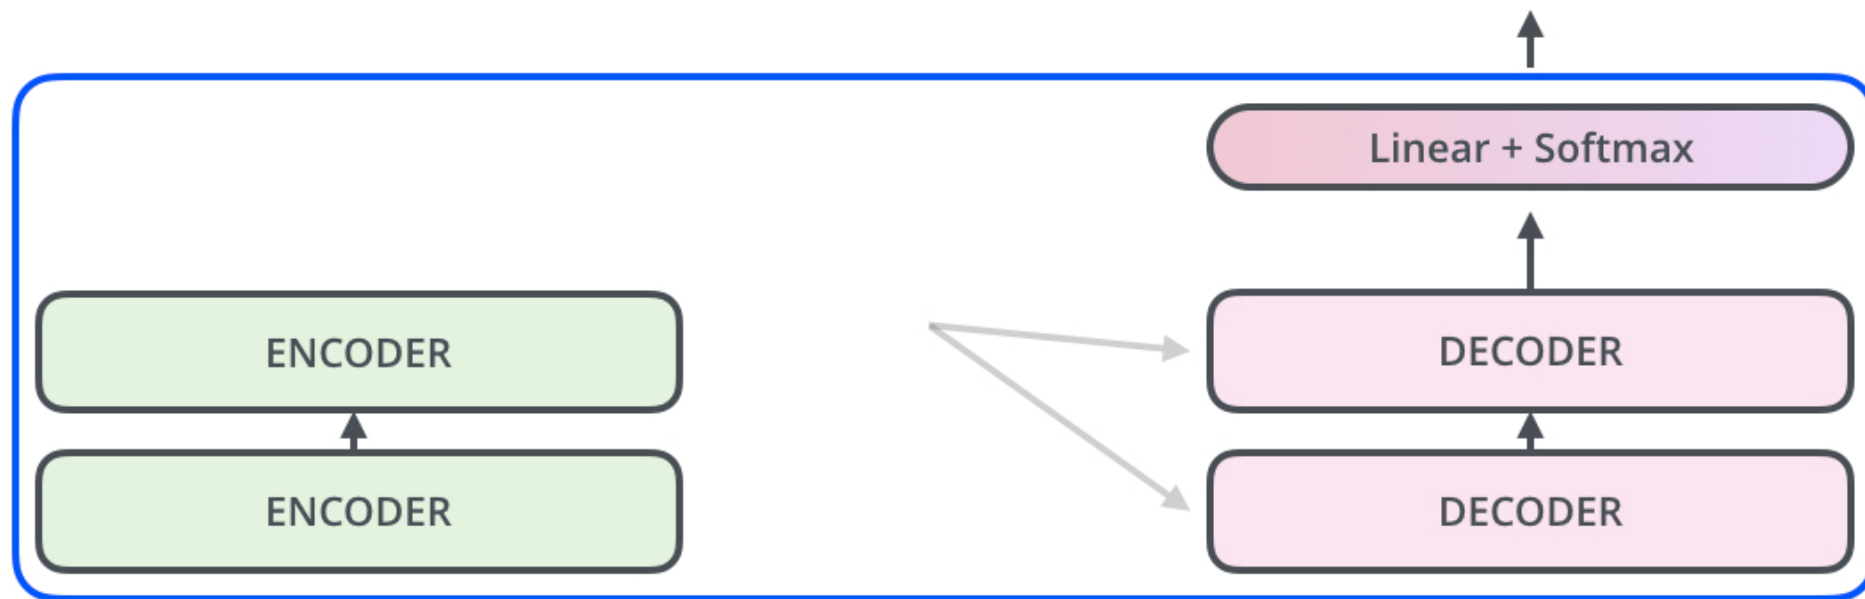 Linear + Softmax
ENCODER
DECODER
ENCODER
DECODER